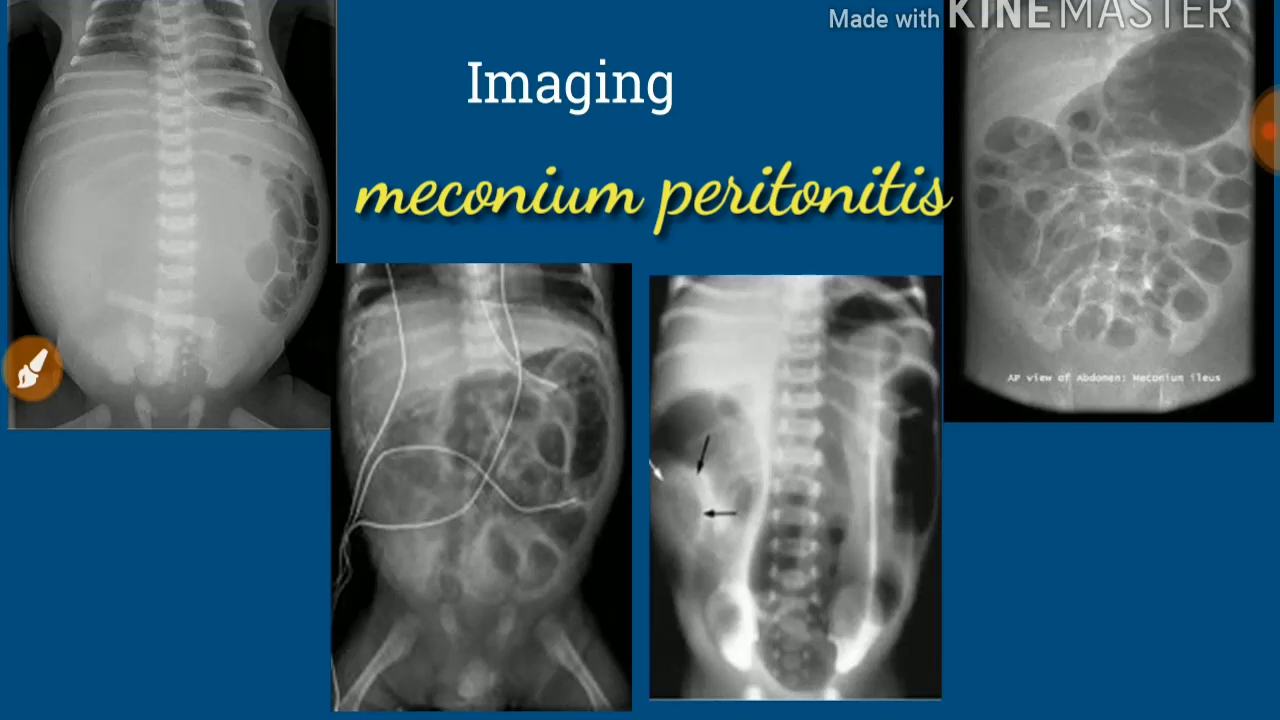 Made with KINEMASTER
Imaging
meconium peritonitis
AP view of Abdomen: Meconium ileus